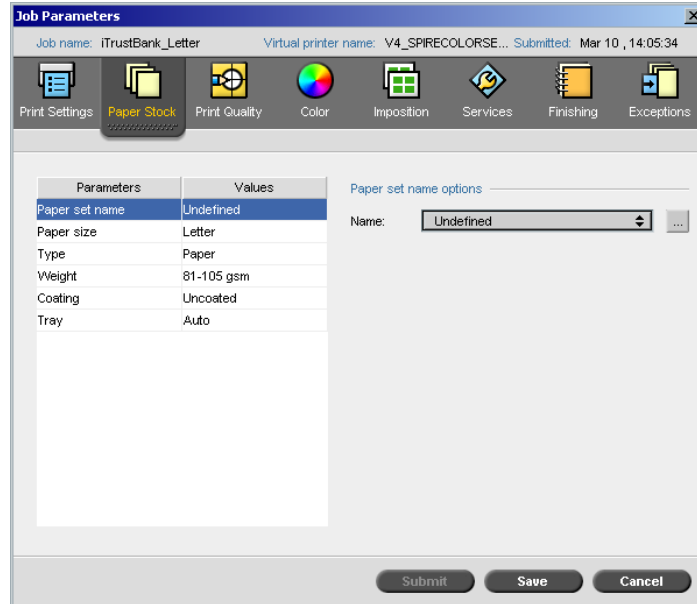 Job Parameters
Job name: iTrustBank_Letter Virtual printer name: V4_SPIRECOLORSE... Submitted: Mar 10 , 14:05:34
Print Settings Paper Stock Print Quality Color Imposition Services Finishing Exceptions
Parameters Values
Paper set name Undefined
Paper size Letter
Type Paper
Weight 81-105 gsm
Coating Uncoated
Tray Auto
Paper set name options
Name: Undefined ...
Submit Save Cancel